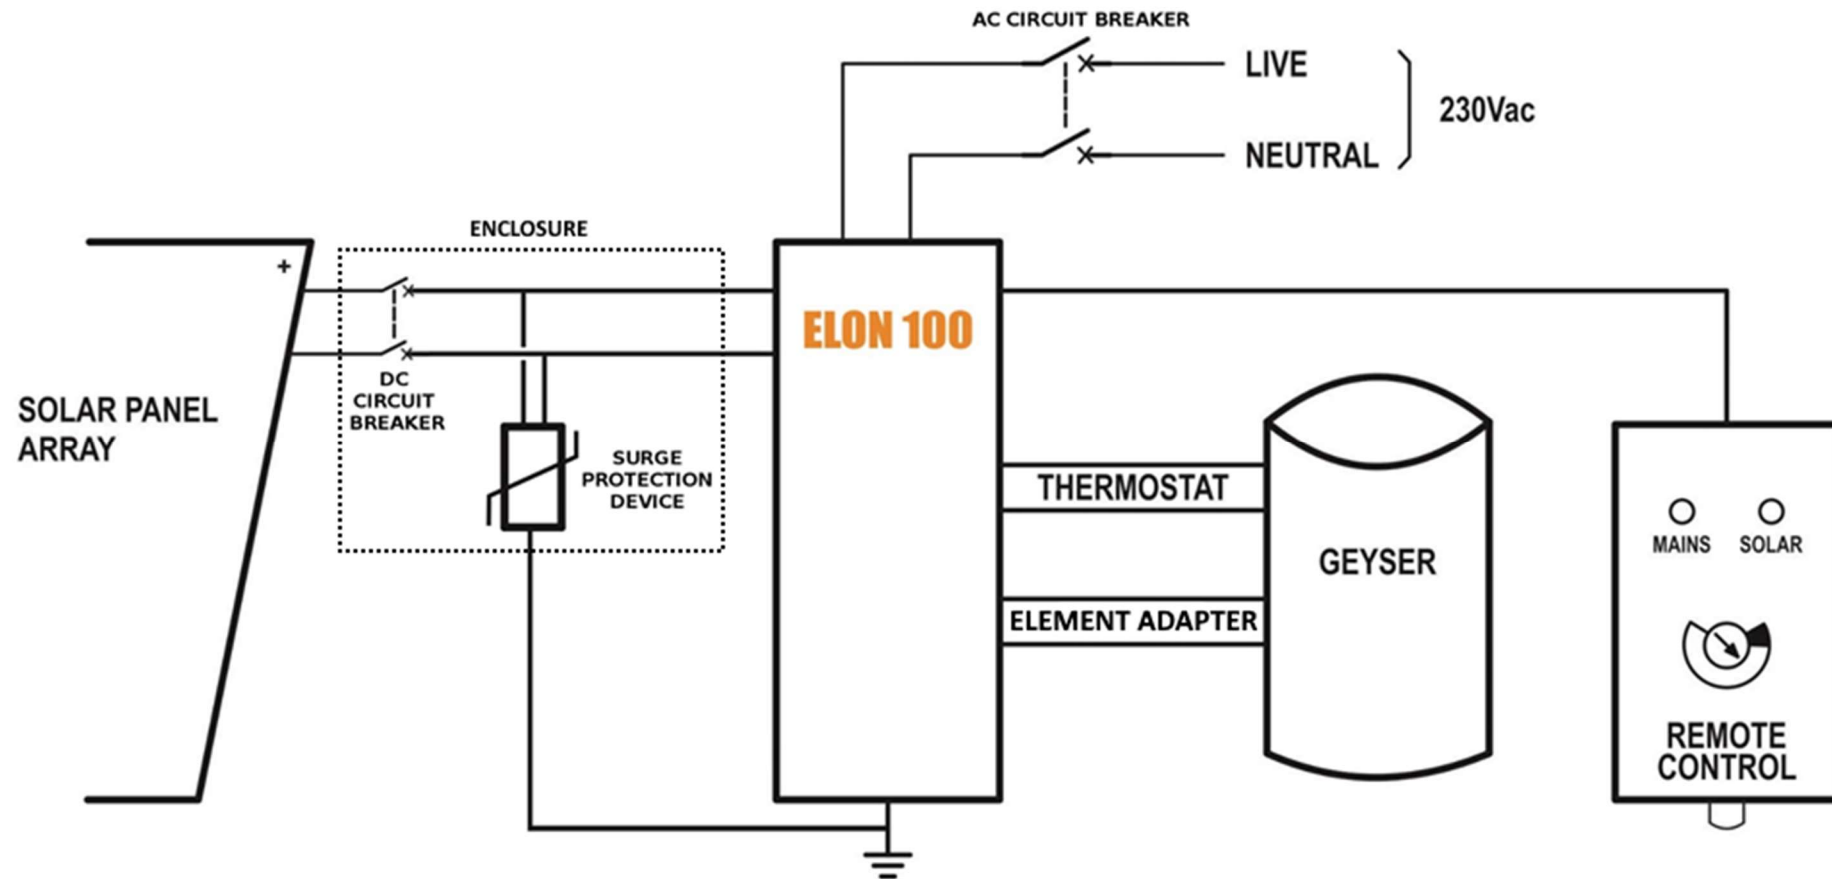 AC CIRCUIT BREAKER
LIVE
230Vac
NEUTRAL
ENCLOSURE
+
ELON 100
DC
CIRCUIT
BREAKER
SOLAR PANEL
ARRAY
SURGE
PROTECTION
DEVICE
THERMOSTAT
GEYSER
ELEMENT ADAPTER
MAINS SOLAR
REMOTE
CONTROL